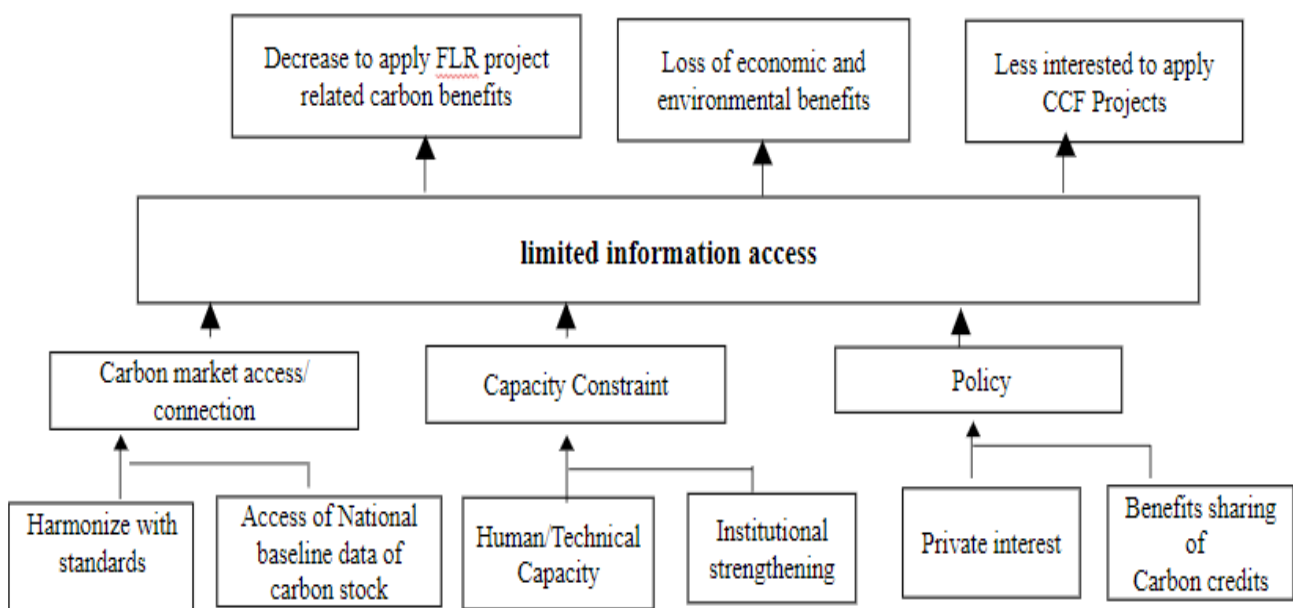 Decrease to apply FLR project
related carbon benefits
Loss of economic and
environmental benefits
Less interested to apply
CCF Projects
limited information access
Carbon market access/
connection
Capacity Constraint
Policy
Harmonize with
standards
Access of National
baseline data of
carbon stock
Human/Technical
Capacity
Institutional
strengthening
Private interest
Benefits sharing
of
Carbon credits